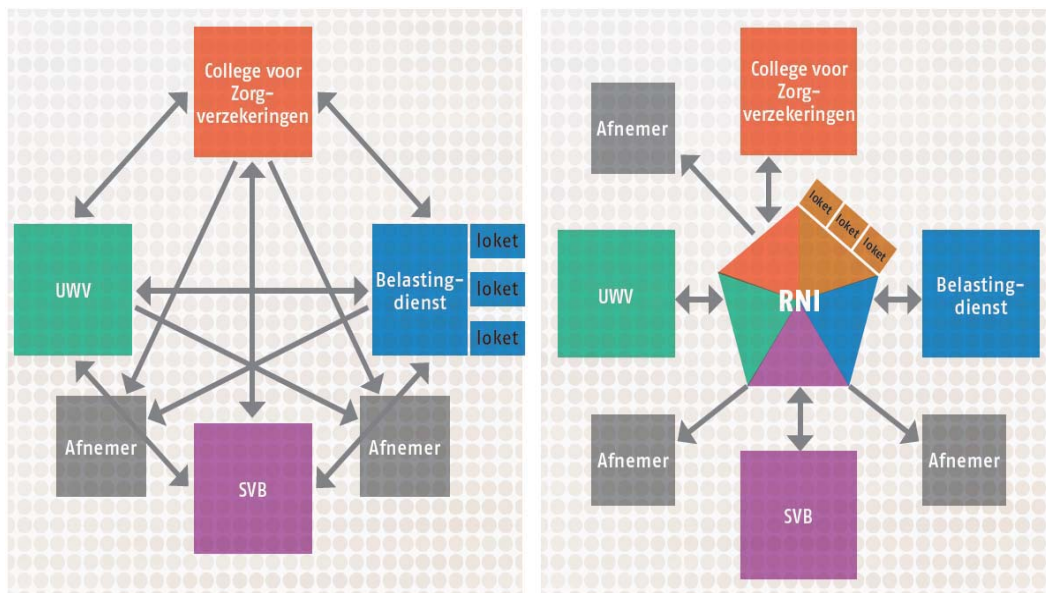 College voor
Zorg-
verzekeringen
UWV
Belasting-
dienst
loket
loket
loket
Afnemer
Afnemer
SVB
College voor
Zorg-
verzekeringen
Afnemer
loket
loket
loket
UWV
RNI
Belasting-
dienst
Afnemer
Afnemer
SVB